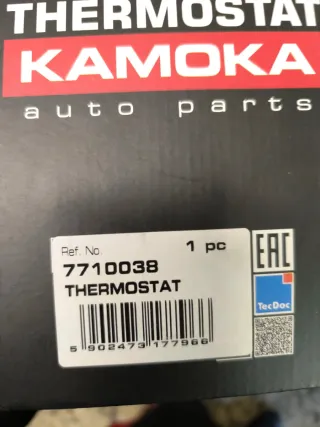 THERMOSTAT
KAMOKA
auto parts
Ref. No. 1 pc
7710038
THERMOSTAT
5 902473 177966
EAC
TecDoc